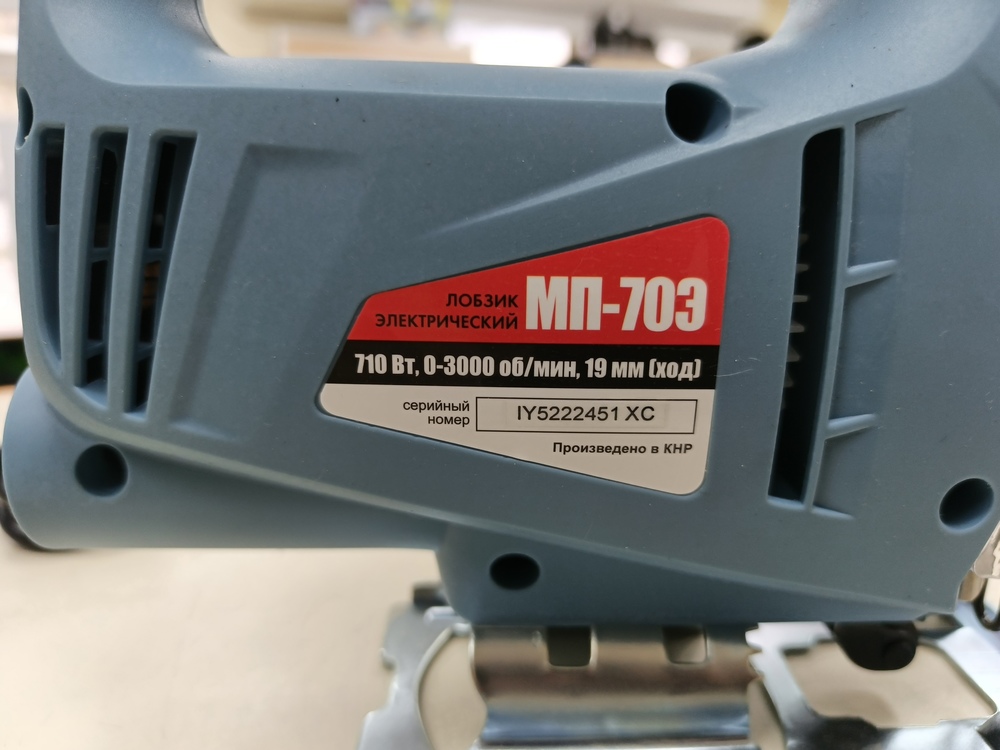 ЛОБЗИК
ЭЛЕКТРИЧЕСКИЙ МП-70Э
710 Вт, 0-3000 об/мин, 19 мм (ход)
серийный
номер IY5222451 XC
Произведено в КНР